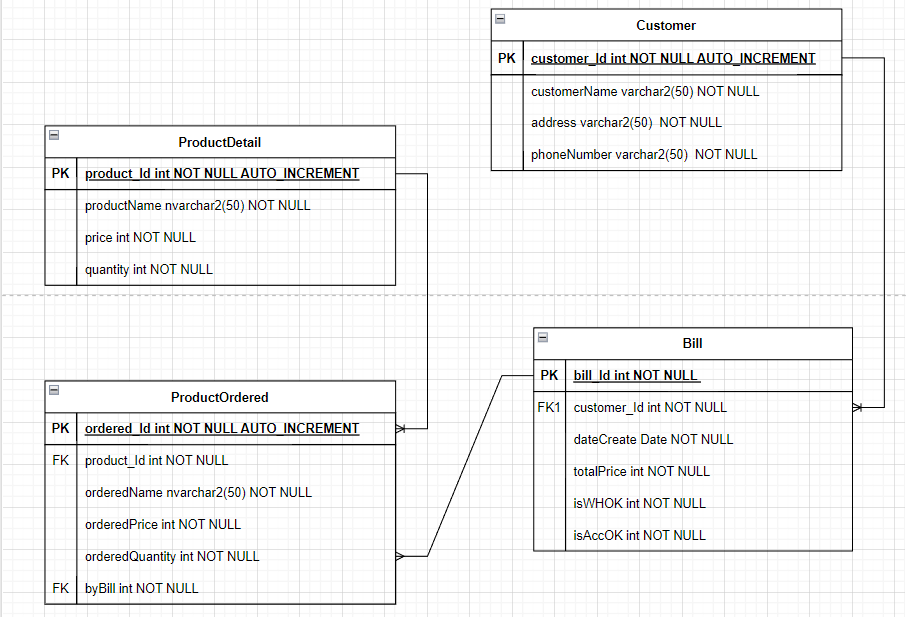 Customer
PK customer_Id int NOT NULL AUTO_INCREMENT
customerName varchar2(50) NOT NULL
address varchar2(50) NOT NULL
phoneNumber varchar2(50) NOT NULL
ProductDetail
PK product_Id int NOT NULL AUTO_INCREMENT
productName nvarchar2(50) NOT NULL
price int NOT NULL
quantity int NOT NULL
ProductOrdered
PK ordered_Id int NOT NULL AUTO_INCREMENT
FK product_Id int NOT NULL
orderedName nvarchar2(50) NOT NULL
orderedPrice int NOT NULL
orderedQuantity int NOT NULL
FK byBill int NOT NULL
Bill
PK bill_Id int NOT NULL
FK1 customer_Id int NOT NULL
dateCreate Date NOT NULL
totalPrice int NOT NULL
isWHOK int NOT NULL
isAccOK int NOT NULL